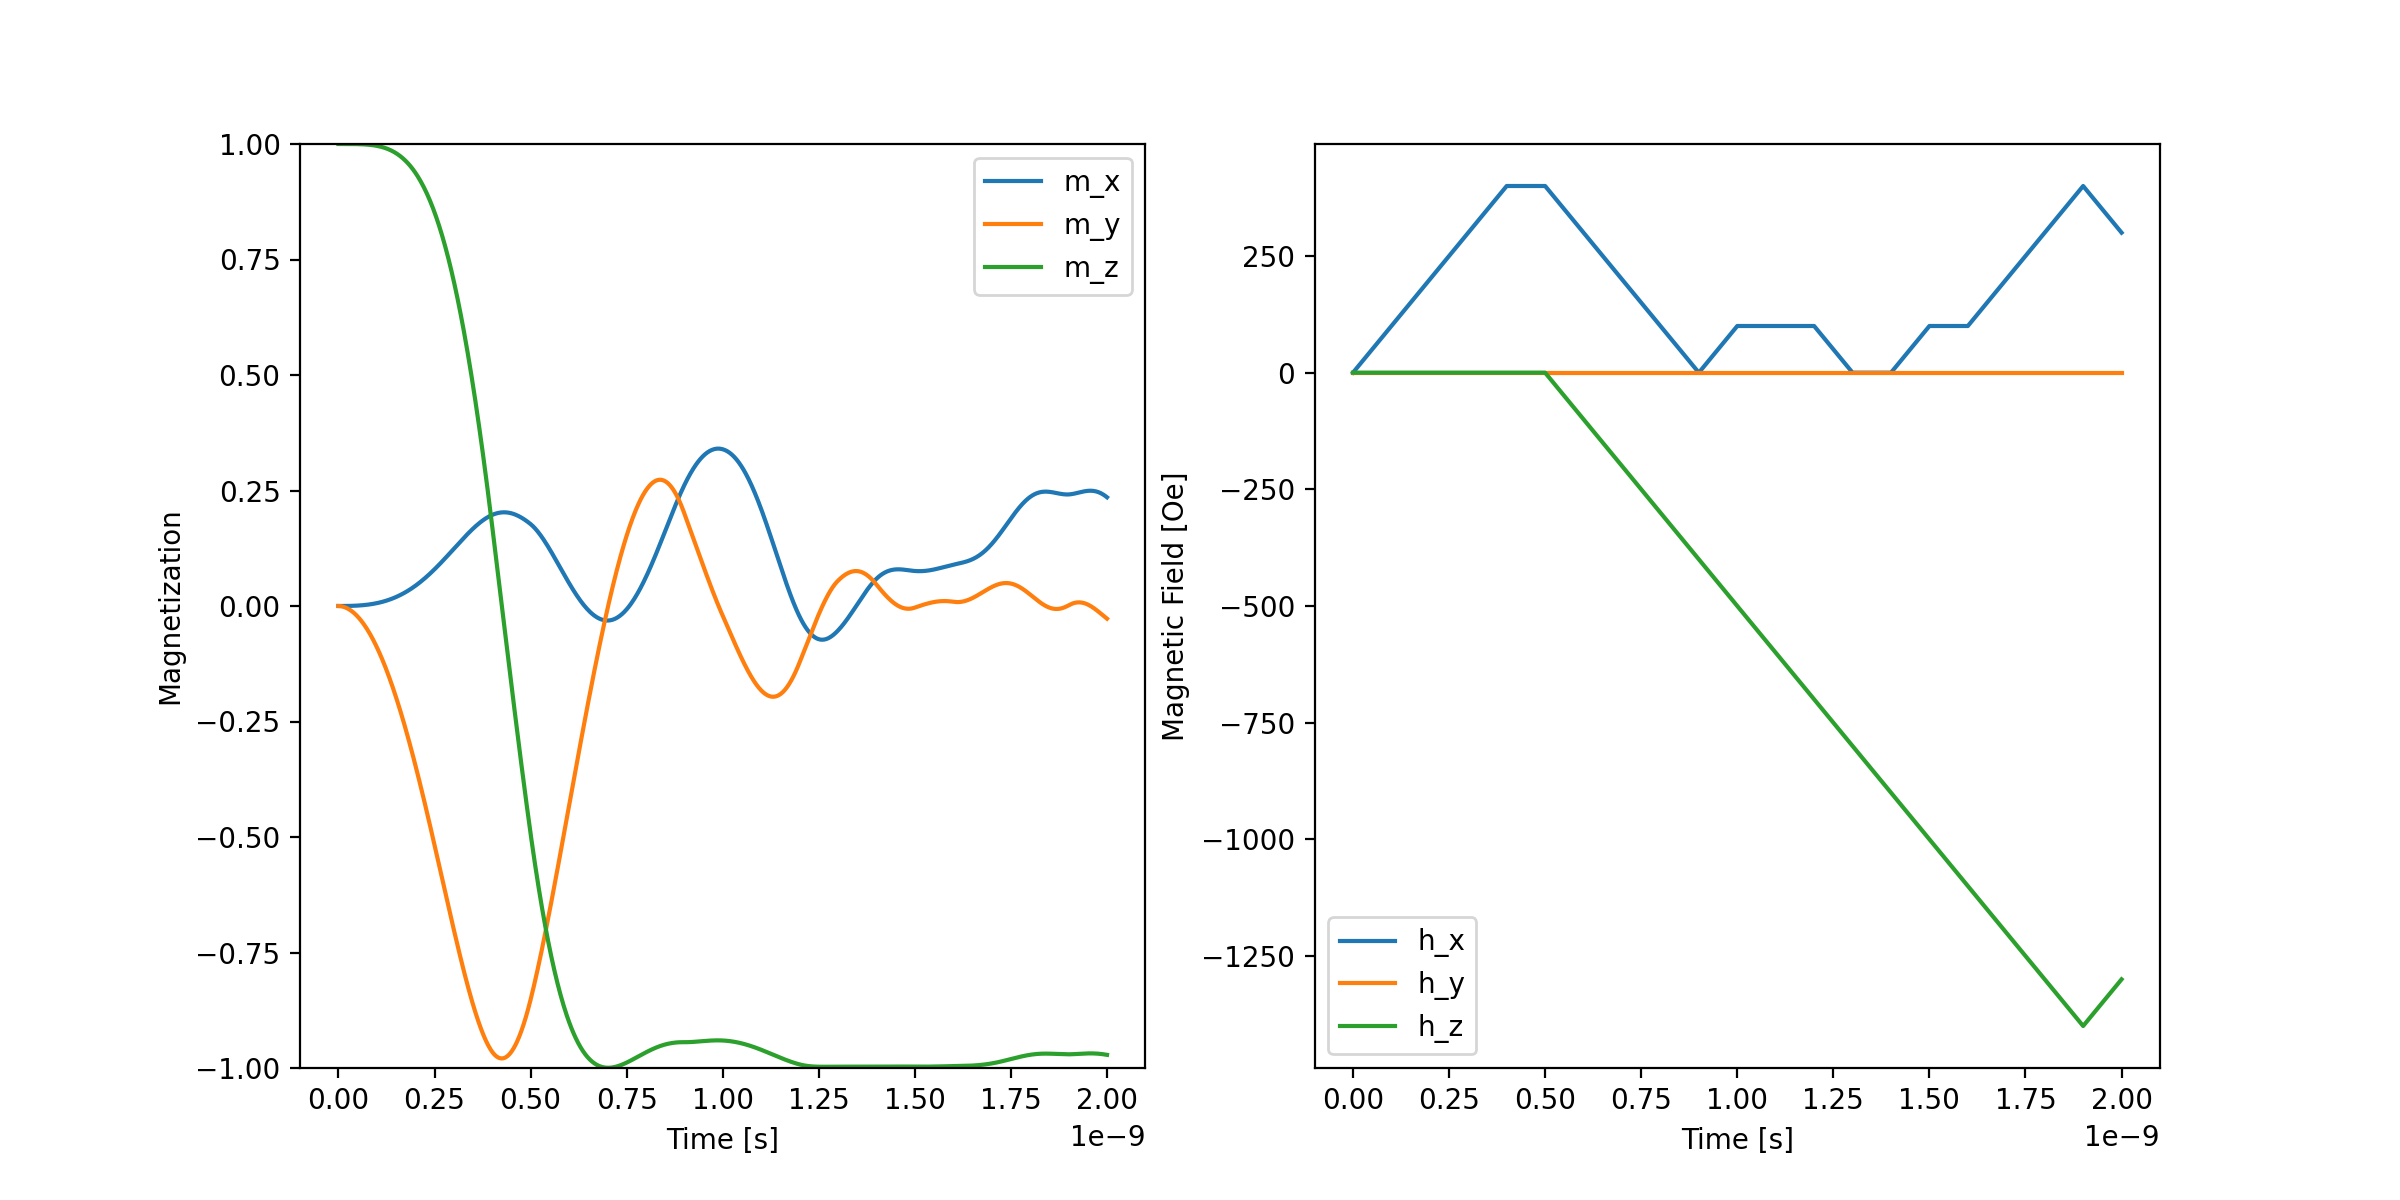 1.00
0.75
0.50
0.25
0.00
−0.25
−0.50
−0.75
−1.00
Magnetization
m_x
m_y
m_z
0.00 0.25 0.50 0.75 1.00 1.25 1.50 1.75 2.00
Time [s]
1e−9
250
0
−250
−500
−750
−1000
−1250
Magnetic Field [Oe]
h_x
h_y
h_z
0.00 0.25 0.50 0.75 1.00 1.25 1.50 1.75 2.00
Time [s]
1e−9